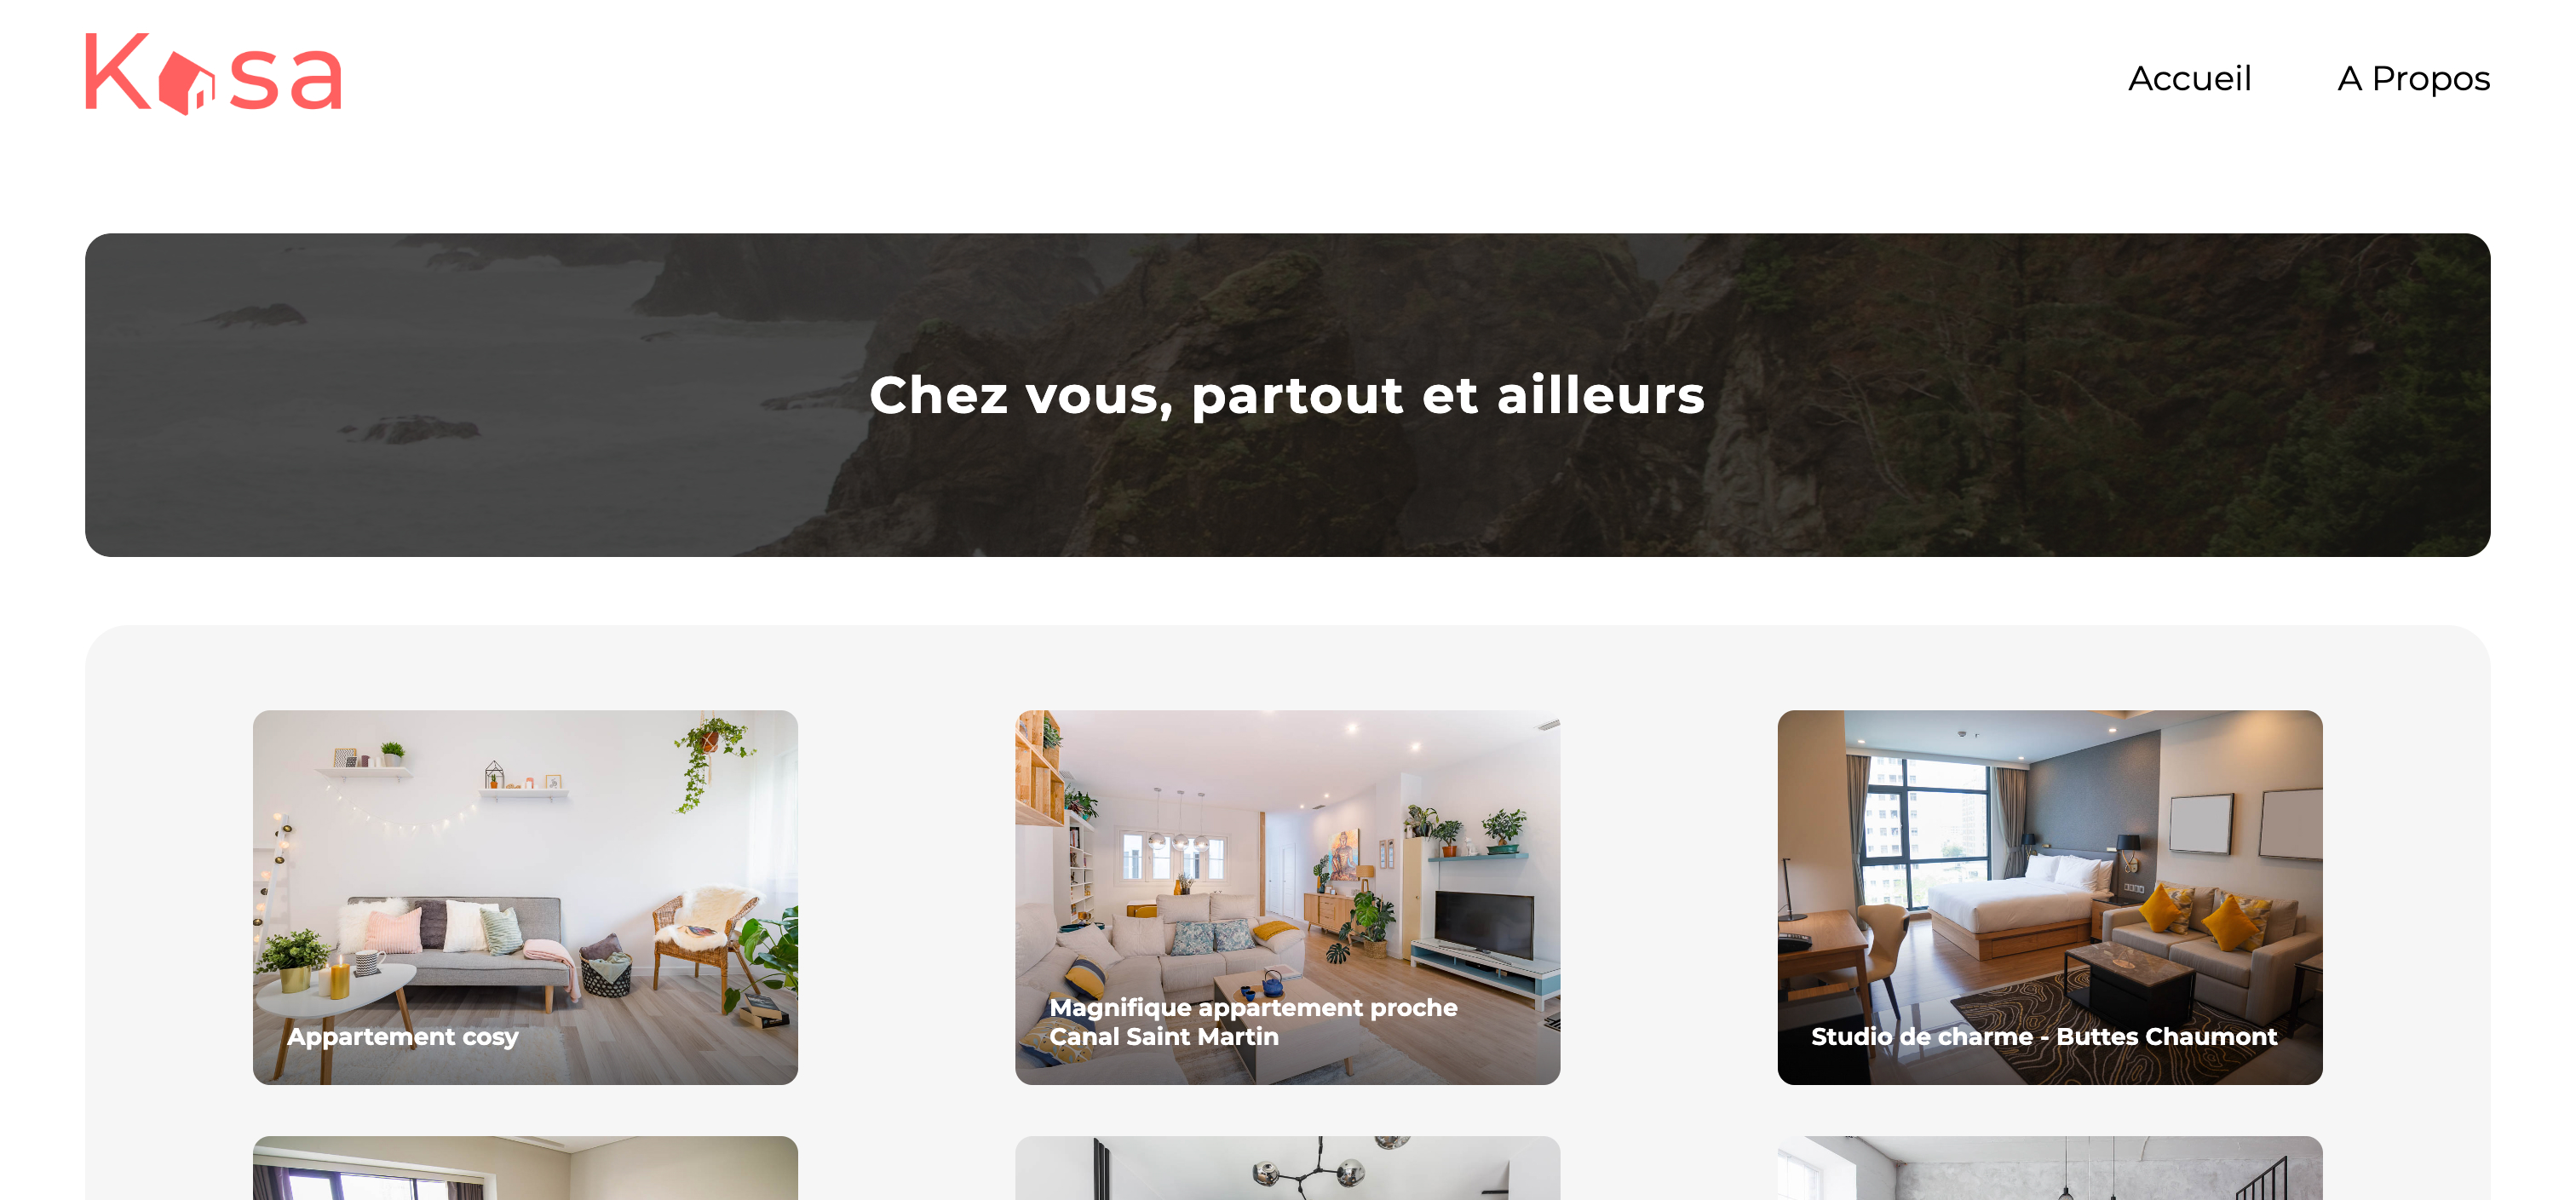 Kasa
Accueil
A Propos
Chez vous, partout et ailleurs
Appartement cosy
Magnifique appartement proche
Canal Saint Martin
Studio de charme - Buttes Chaumont